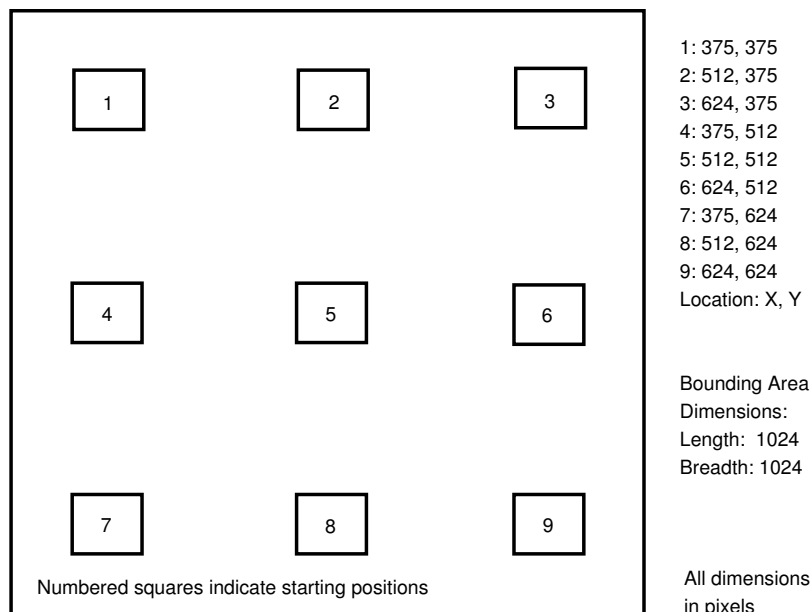 1
2
3
4
5
6
7
8
9
Numbered squares indicate starting positions
1: 375, 375
2: 512, 375
3: 624, 375
4: 375, 512
5: 512, 512
6: 624, 512
7: 375, 624
8: 512, 624
9: 624, 624
Location: X, Y
Bounding Area
Dimensions:
Length: 1024
Breadth: 1024
All dimensions
in pixels